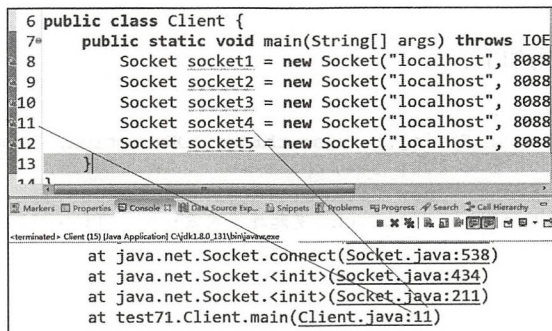 6 public class Client {
7 public static void main(String[] args) throws IOE
8 Socket socket1 = new Socket("localhost", 8088
9 Socket socket2 = new Socket("localhost", 8088
10 Socket socket3 = new Socket("localhost", 8088
11 Socket socket4 = new Socket("localhost", 8088
12 Socket socket5 = new Socket("localhost", 8088
13 }
14 }
Markers Properties Console Data Source Exp... Snippets Problems Progress Search Call Hierarchy
<terminated> Client (15) [Java Application] C:\jdk1.8.0_131\bin\javaw.exe
at java.net.Socket.connect(Socket.java:538)
at java.net.Socket.<init>(Socket.java:434)
at java.net.Socket.<init>(Socket.java:211)
at test71.Client.main(Client.java:11)